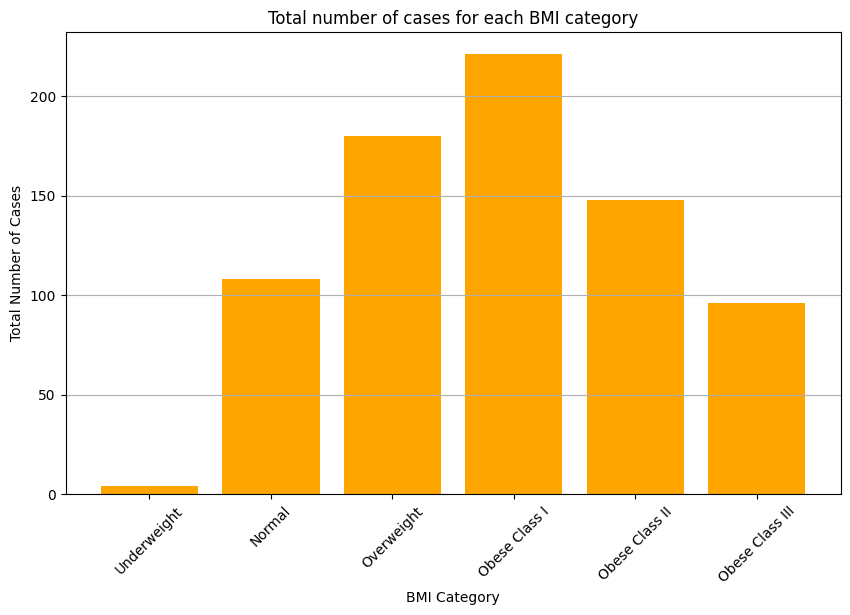 Total number of cases for each BMI category
Total Number of Cases
200
150
100
50
0
Underweight
Normal
Overweight
Obese Class I
Obese Class II
Obese Class III
BMI Category